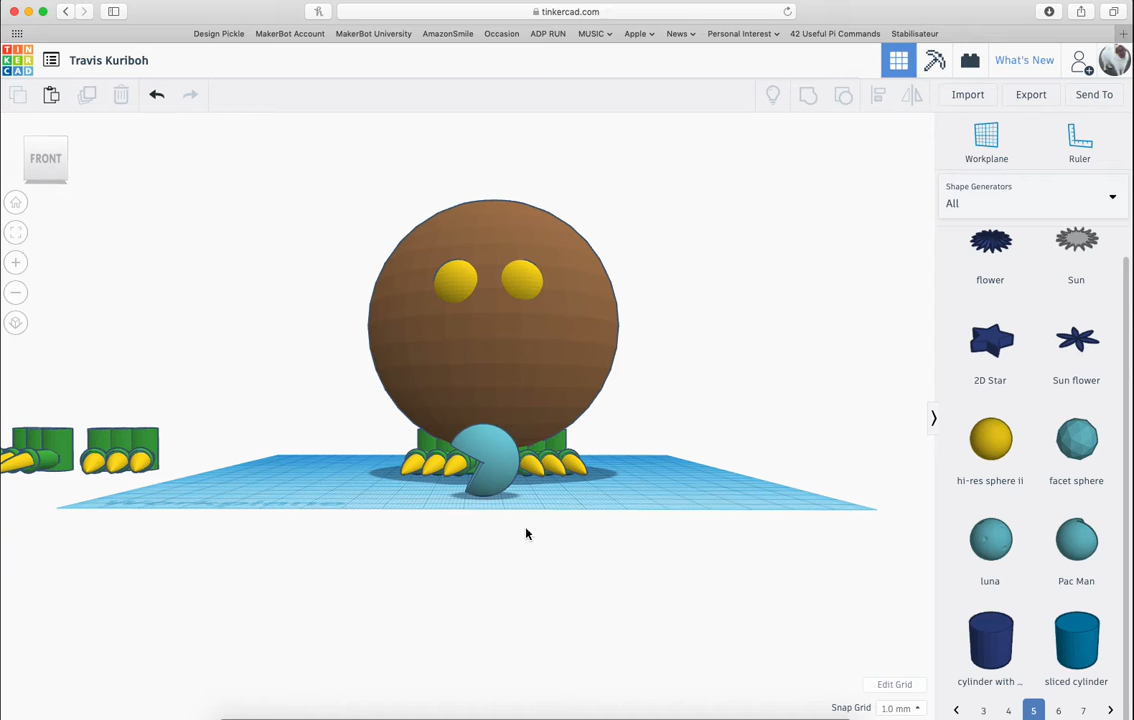 tinkercad.com
Design Pickle MakerBot Account MakerBot University AmazonSmile Occasion ADP RUN MUSIC Apple News Personal Interest 42 Useful Pi Commands Stabilisateur
TIN
KER
CAD
Travis Kuriboh
What's New
Import Export Send To
FRONT
Workplane Ruler
Shape Generators
All
flower Sun
2D Star Sun flower
hi-res sphere ii facet sphere
luna Pac Man
cylinder with ... sliced cylinder
Edit Grid
Snap Grid 1.0 mm
3 4 5 6 7